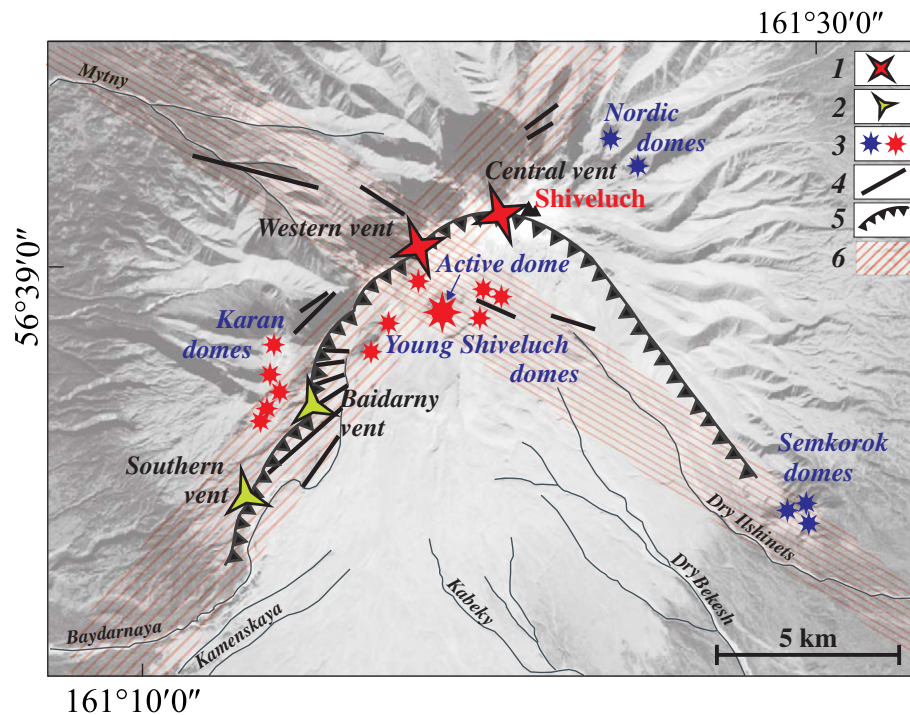 161°30′0″
Mytny
1
2
3
4
5
6
Nordic
domes
Central vent
Shiveluch
Western vent
56°39′0″
Active dome
Karan
domes
Young Shiveluch
domes
Baidarny
vent
Semkorok
domes
Southern
vent
Dry Ilshinets
DryBekesh
Kabeky
Baydarnaya
Kamenskaya
5 km
161°10′0″